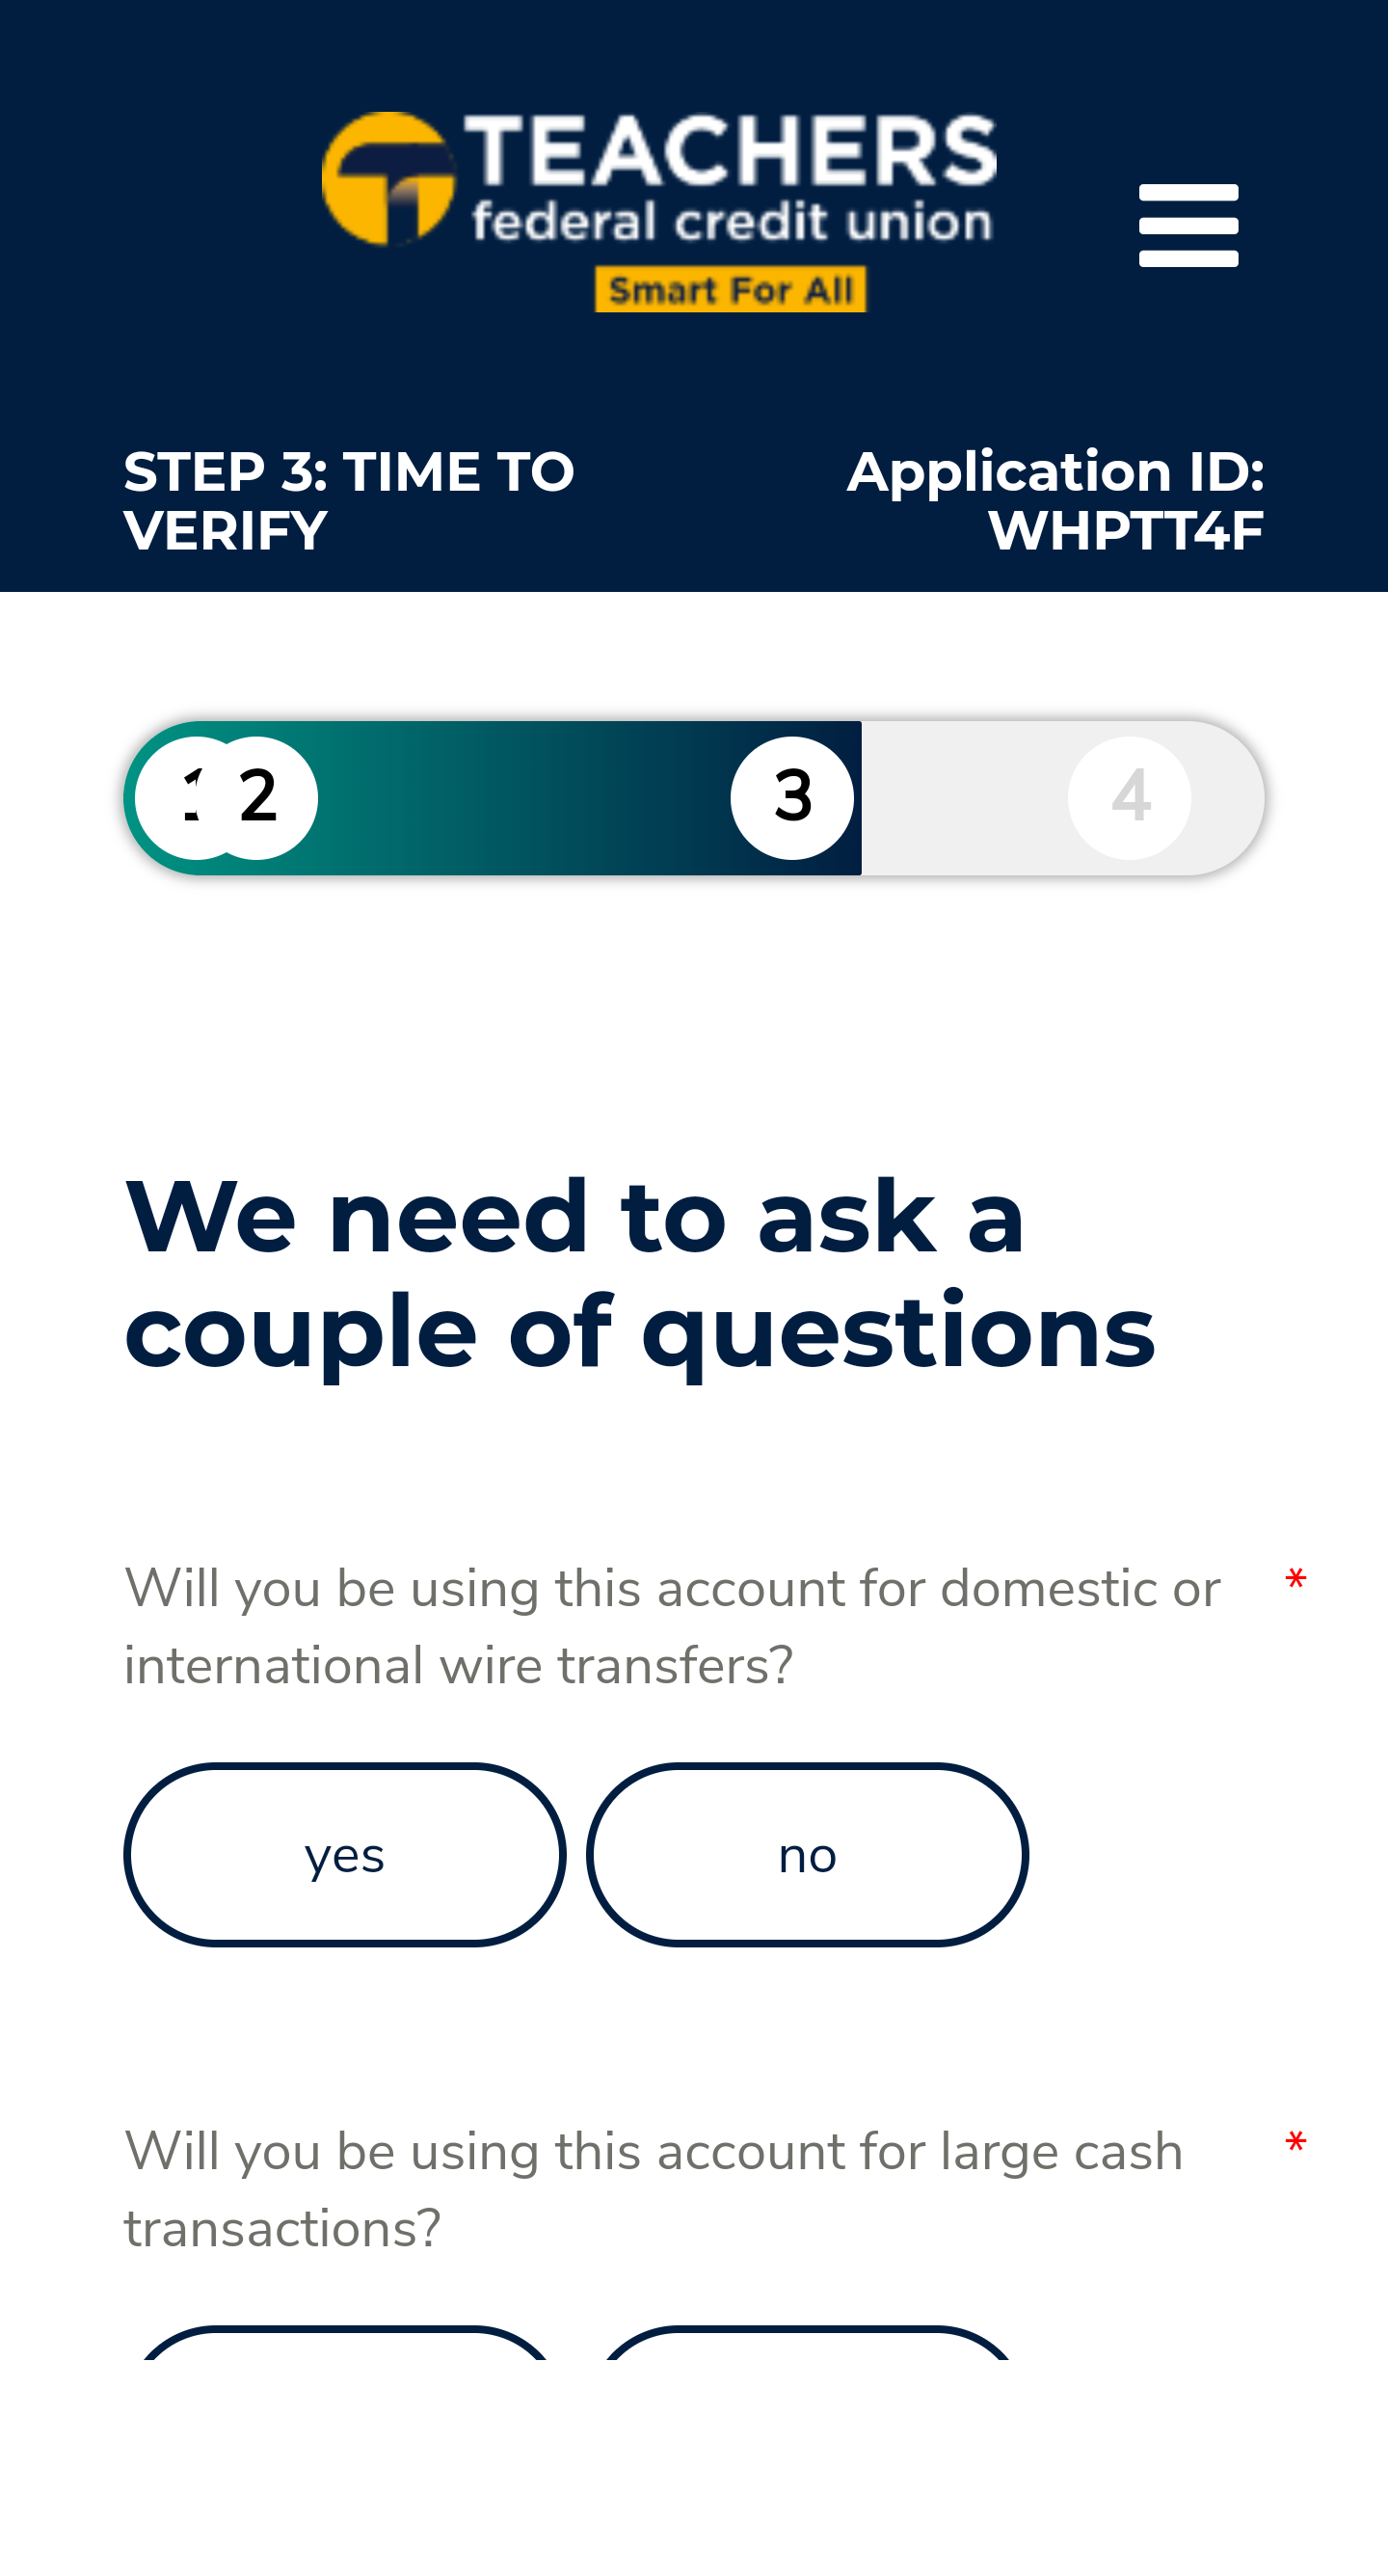 TEACHERS
federal credit union
Smart For All
STEP 3: TIME TO
VERIFY
Application ID:
WHPTT4F
1 2 3 4
We need to ask a
couple of questions
Will you be using this account for domestic or *
international wire transfers?
yes no
Will you be using this account for large cash *
transactions?